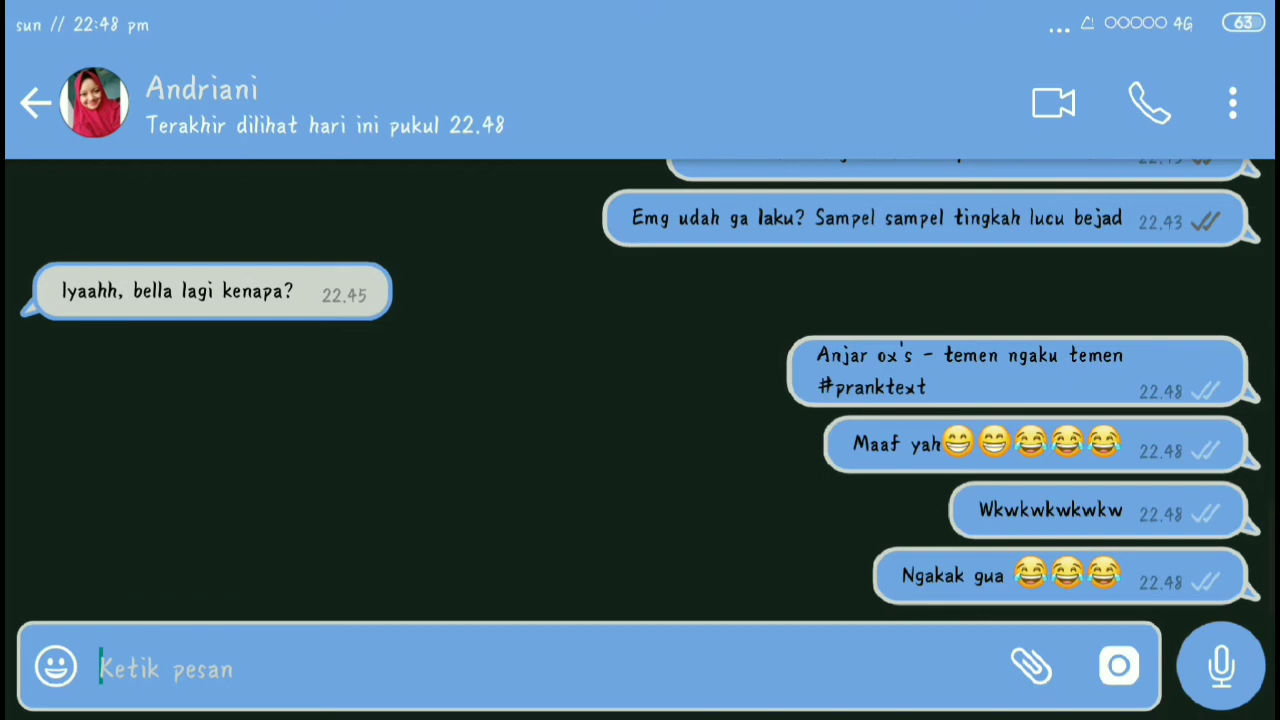 sun // 22:48 pm
... 4G 63
Andriani
Terakhir dilihat hari ini pukul 22.48
Emg udah ga laku? Sampel sampel tingkah lucu bejad 22.43
Iyaahh, bella lagi kenapa? 22.45
Anjar ox's - temen ngaku temen
#pranktext 22.48
Maaf yah😁😁😂😂😂 22.48
Wkwkwkwkwkw 22.48
Ngakak gua 😂😂😂 22.48
Ketik pesan